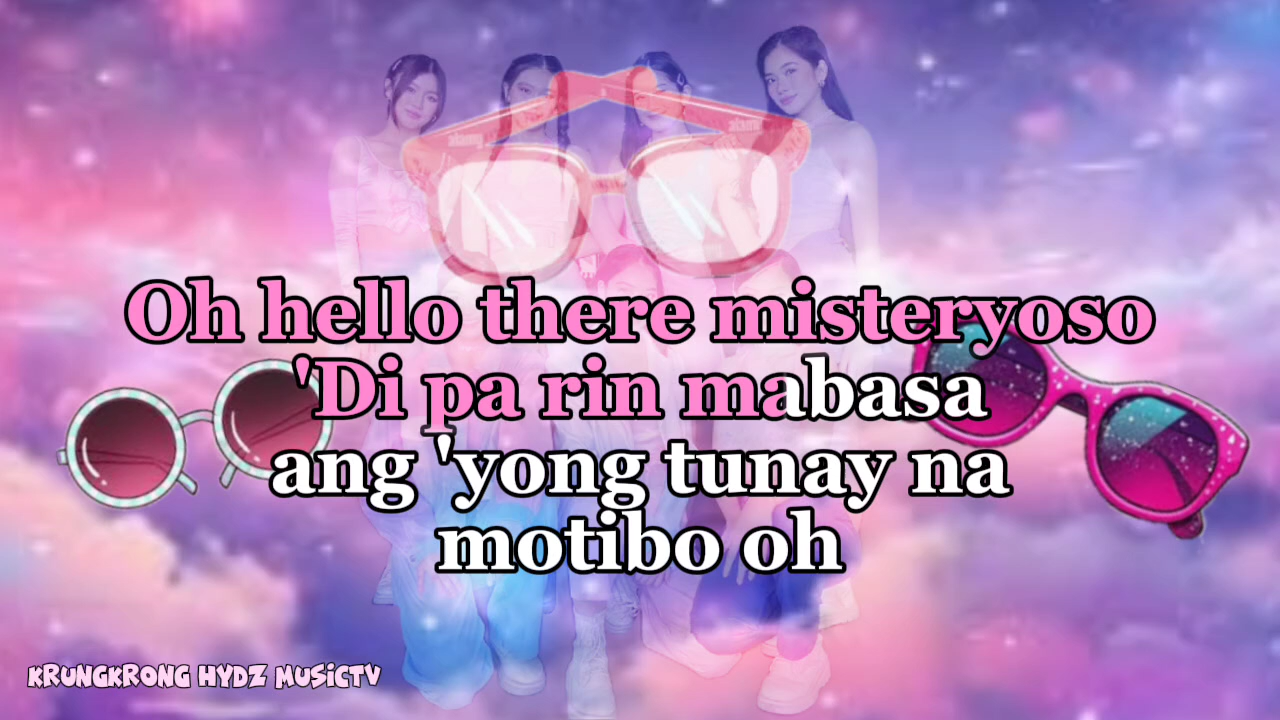 Oh hello there misteryoso
'Di pa rin mabasa
ang 'yong tunay na
motibo oh
KRUNGKRONG HYDZ MUSICTV